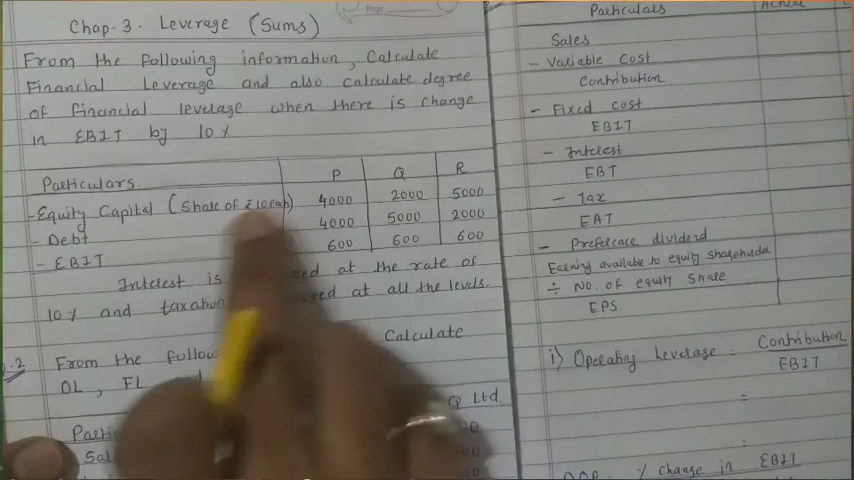 Chap-3. Leverage (Sums)
From the following information, Calculate
Financial Leverage and also calculate degree
of financial leverage when there is change
in EBIT by 10 %
Particulars P Q R
- Equity Capital (Share of ₹10 each) 4000 2000 5000
- Debt 4000 5000 2000
- EBIT 600 600 600
Interest is at the rate of
10 % and taxation at all the levels.
Q.2 From the follow Calculate
OL, FL
Q Ltd.
Page
Particulars
Sales
- Variable Cost
Contribution
- Fixed Cost
EBIT
- Interest
EBT
- Tax
EAT
- Preference dividend
Earning available to equity shareholder
÷ No. of equity share
EPS.
i) Operating Leverage = Contribution
EBIT
=
=
% change in EBIT